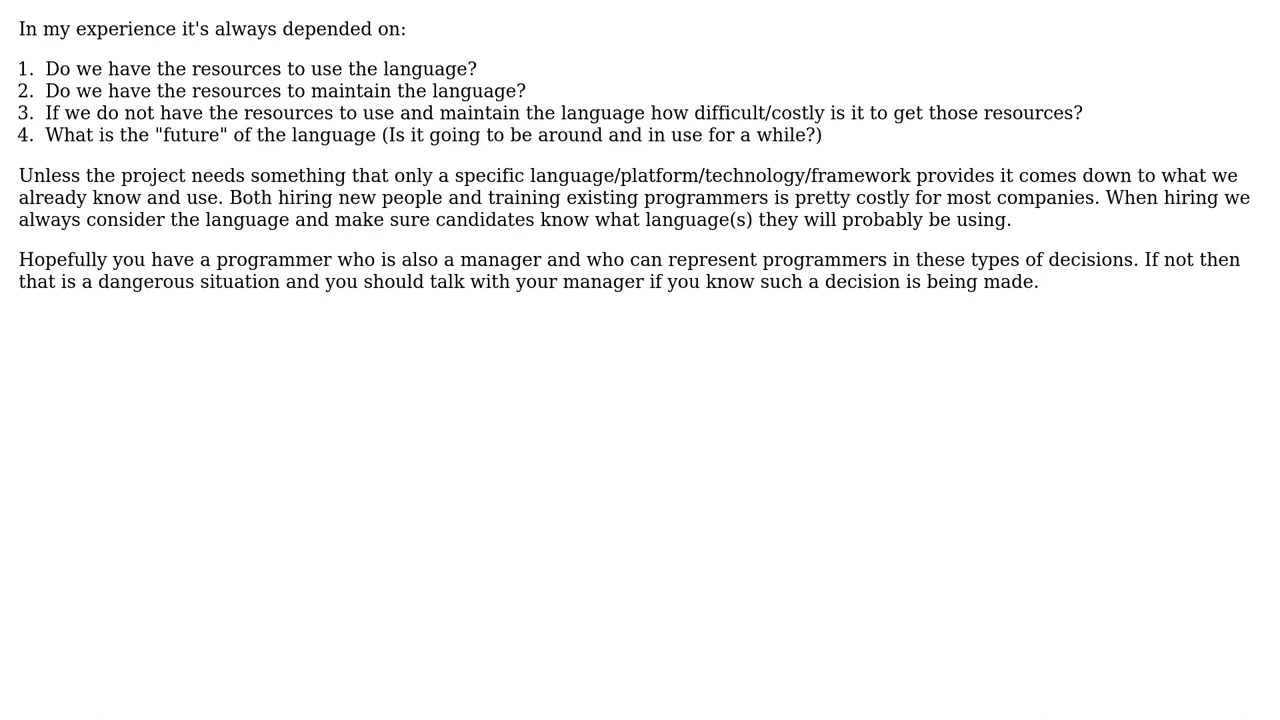 In my experience it's always depended on:
1. Do we have the resources to use the language?
2. Do we have the resources to maintain the language?
3. If we do not have the resources to use and maintain the language how difficult/costly is it to get those resources?
4. What is the "future" of the language (Is it going to be around and in use for a while?)
Unless the project needs something that only a specific language/platform/technology/framework provides it comes down to what we
already know and use. Both hiring new people and training existing programmers is pretty costly for most companies. When hiring we
always consider the language and make sure candidates know what language(s) they will probably be using.
Hopefully you have a programmer who is also a manager and who can represent programmers in these types of decisions. If not then
that is a dangerous situation and you should talk with your manager if you know such a decision is being made.